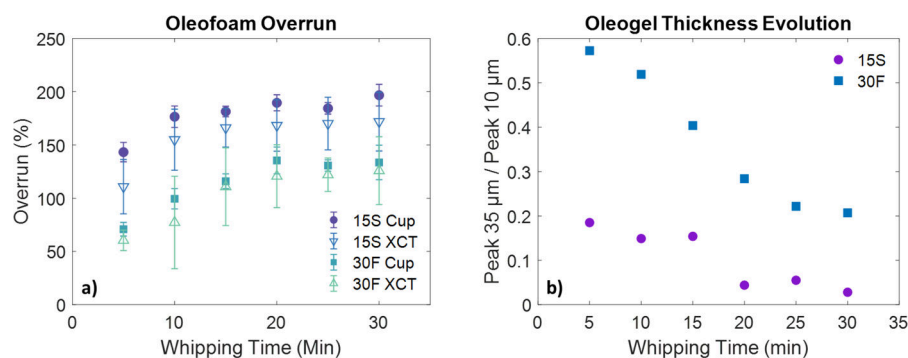 Oleofoam Overrun
250
200
150
100
50
0
0
10
20
30
Overrun (%)
Whipping Time (Min)
15S Cup
15S XCT
30F Cup
30F XCT
a)
Oleogel Thickness Evolution
0.6
0.5
0.4
0.3
0.2
0.1
0
0
5
10
15
20
25
30
35
Peak 35 µm / Peak 10 µm
Whipping Time (min)
15S
30F
b)